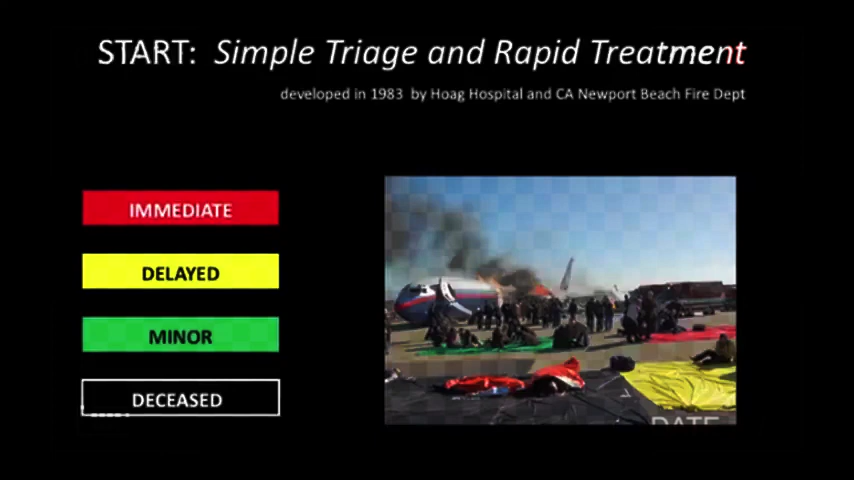 START: Simple Triage and Rapid Treatment
developed in 1983 by Hoag Hospital and CA Newport Beach Fire Dept
IMMEDIATE
DELAYED
MINOR
DECEASED
DATE